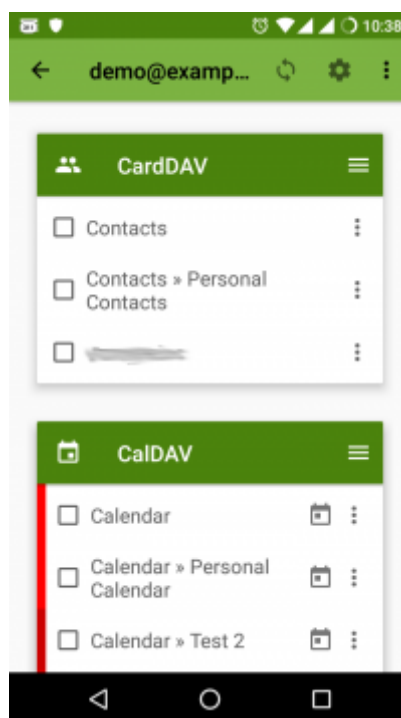 10:38
demo@examp...
CardDAV
Contacts
Contacts » Personal
Contacts
CalDAV
Calendar
Calendar » Personal
Calendar
Calendar » Test 2